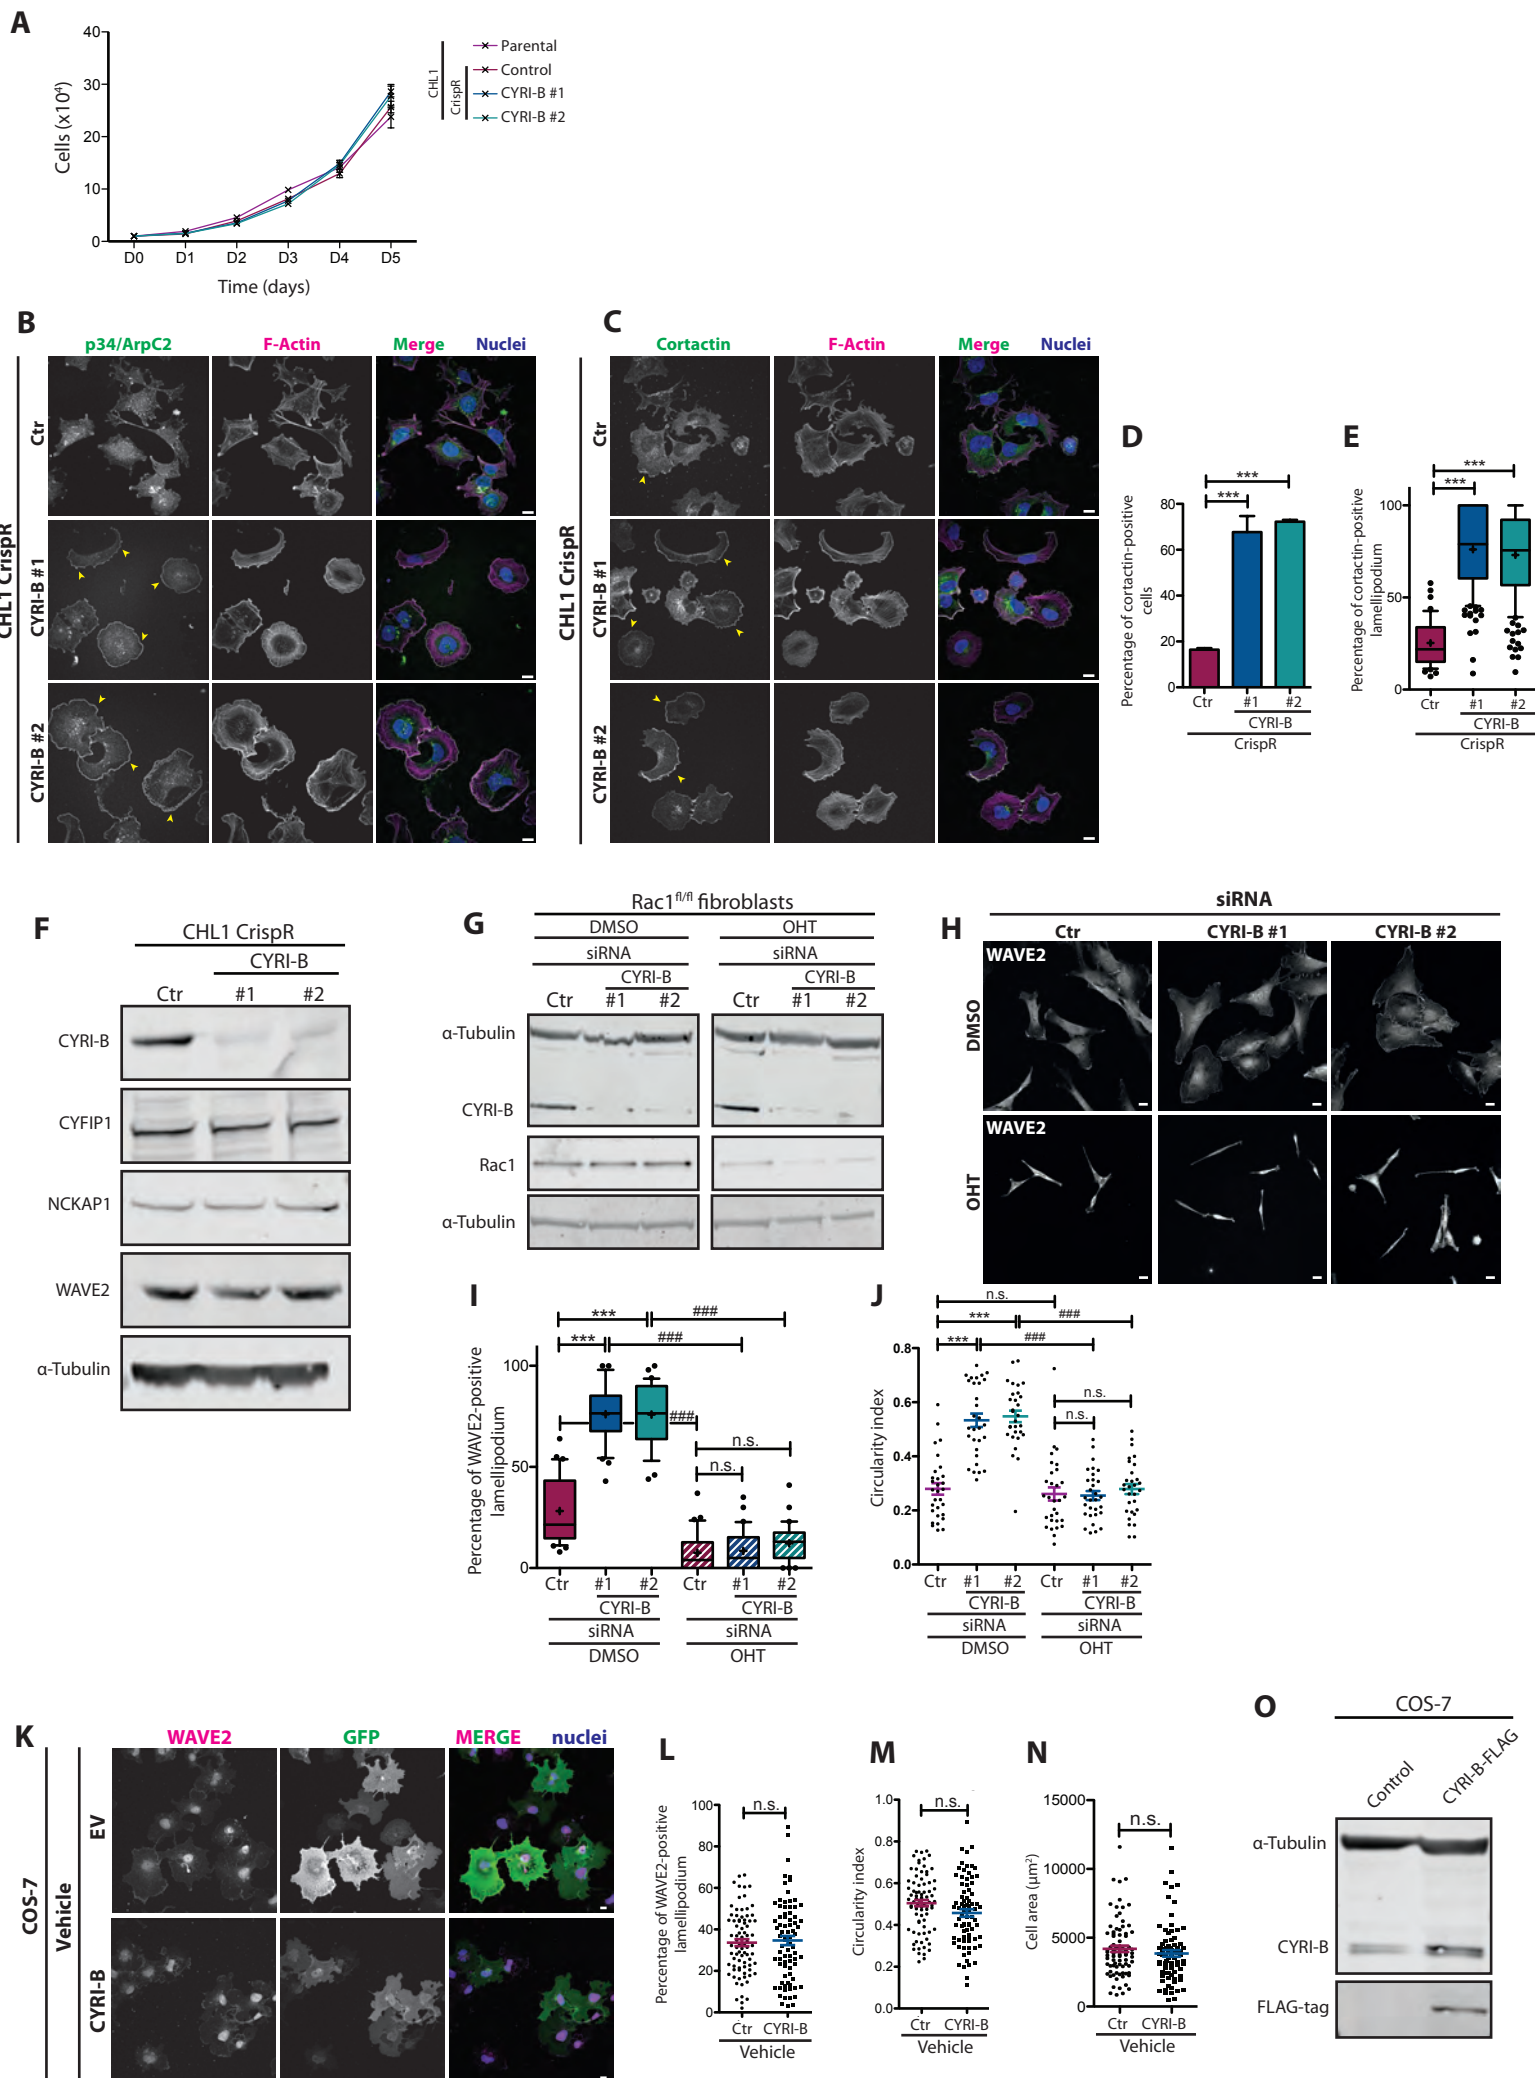 A
40
30
20
10
0
Cells (x10⁴)
D0 D1 D2 D3 D4 D5
Time (days)
CHL1
CrispR
Parental
Control
CYRI-B #1
CYRI-B #2
B
p34/ArpC2 F-Actin Merge Nuclei
CHL1 CrispR
Ctr
CYRI-B #1
CYRI-B #2
C
Cortactin F-Actin Merge Nuclei
CHL1 CrispR
Ctr
CYRI-B #1
CYRI-B #2
D
Percentage of cortactin-positive
cells
80
60
40
20
0
***
***
Ctr #1 #2
CYRI-B
CrispR
E
Percentage of cortactin-positive
lamellipodium
100
50
0
***
***
Ctr #1 #2
CYRI-B
CrispR
F
CHL1 CrispR
CYRI-B
Ctr #1 #2
CYRI-B
CYFIP1
NCKAP1
WAVE2
α-Tubulin
G
Rac1fl/fl fibroblasts
DMSO OHT
siRNA siRNA
CYRI-B CYRI-B
Ctr #1 #2 Ctr #1 #2
α-Tubulin
CYRI-B
Rac1
α-Tubulin
H
siRNA
Ctr CYRI-B #1 CYRI-B #2
DMSO
WAVE2
OHT
WAVE2
I
Percentage of WAVE2-positive
lamellipodium
100
50
0
*** ###
*** ###
###
n.s.
n.s.
Ctr #1 #2 Ctr #1 #2
CYRI-B CYRI-B
siRNA siRNA
DMSO OHT
J
Circularity index
0.8
0.6
0.4
0.2
0.0
n.s.
*** ###
*** ###
n.s.
n.s.
Ctr #1 #2 Ctr #1 #2
CYRI-B CYRI-B
siRNA siRNA
DMSO OHT
K
WAVE2 GFP MERGE nuclei
COS-7
Vehicle
EV
CYRI-B
L
Percentage of WAVE2-positive
lamellipodium
100
80
60
40
20
0
n.s.
Ctr CYRI-B
Vehicle
M
Circularity index
1.0
0.8
0.6
0.4
0.2
0.0
n.s.
Ctr CYRI-B
Vehicle
N
Cell area (µm²)
15000
10000
5000
0
n.s.
Ctr CYRI-B
Vehicle
O
COS-7
Control CYRI-B-FLAG
α-Tubulin
CYRI-B
FLAG-tag